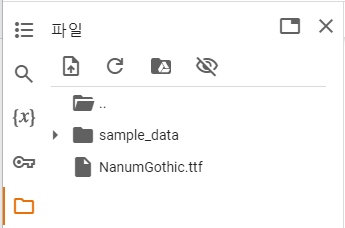 파일
{x}
..
sample_data
NanumGothic.ttf